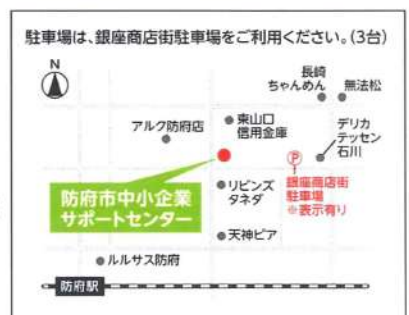 駐車場は、銀座商店街駐車場をご利用ください。(3台)
N
長崎
ちゃんめん
無法松
東山口
信用金庫
アルク防府店
デリカ
テッセン
石川
P
銀座商店街
駐車場
※表示有り
防府市中小企業
サポートセンター
リビンズ
タネダ
天神ピア
ルルサス防府
防府駅